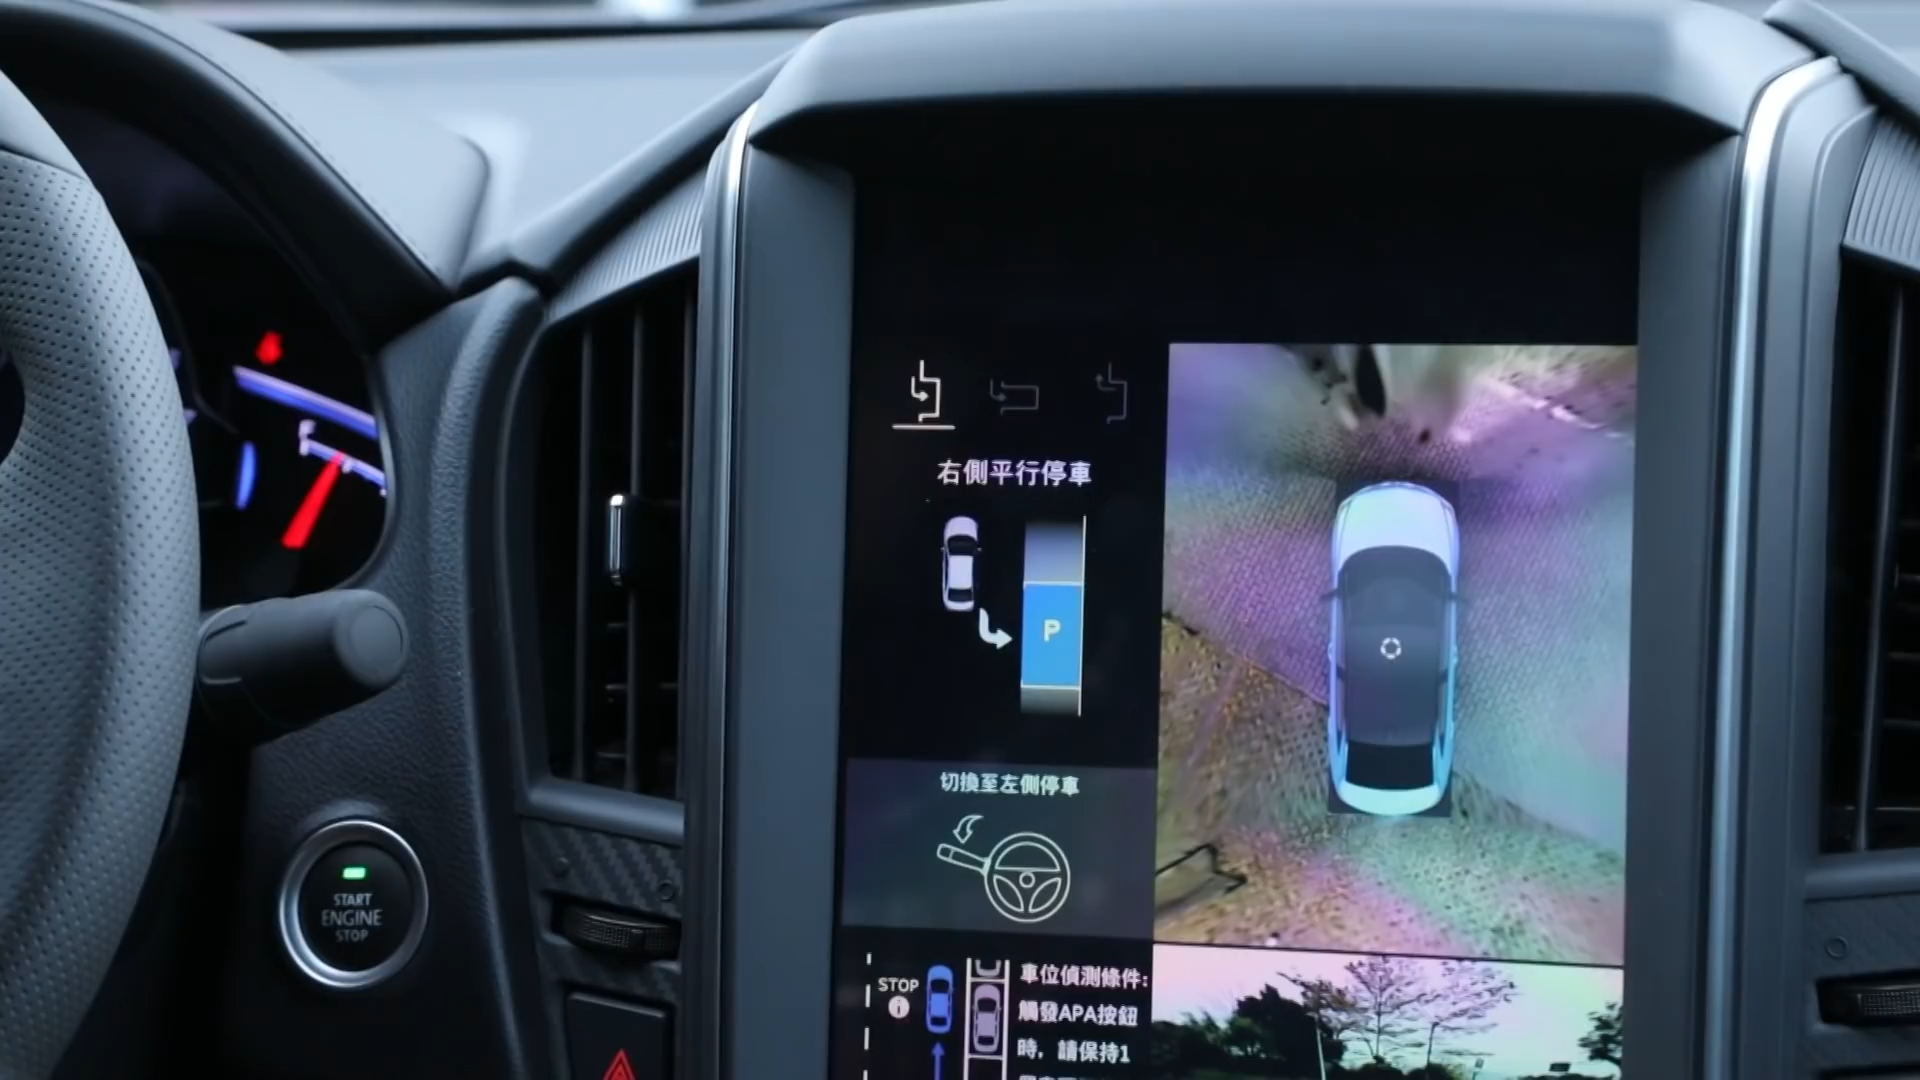 右側平行停車
P
切換至左側停車
START
ENGINE
STOP
STOP
車位偵測條件:
觸發APA按鈕
時，請保持1